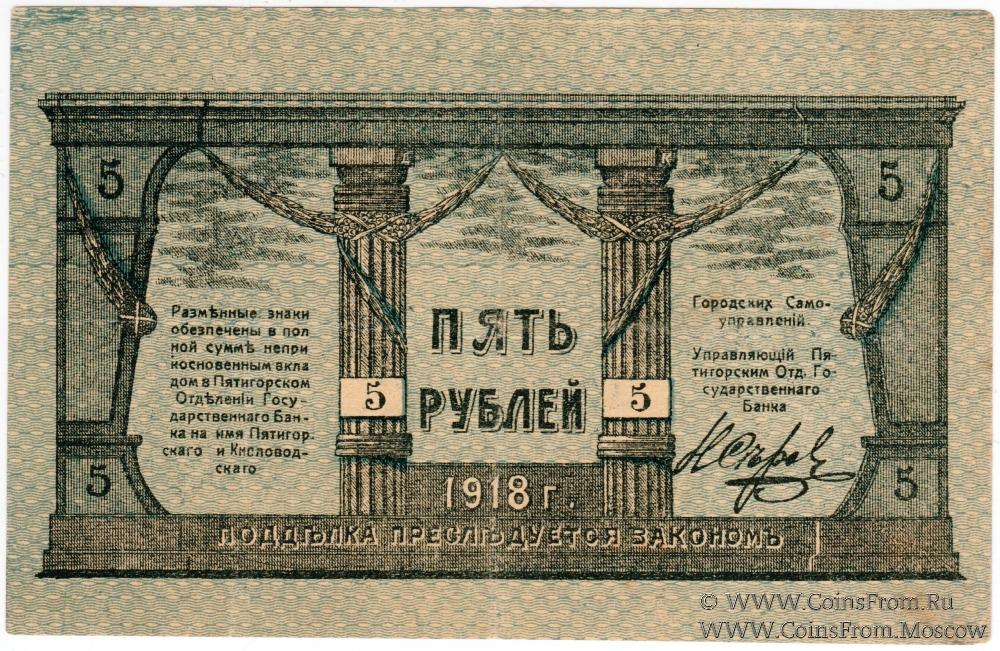 5
5
Размѣнные знаки
обезпечены в пол
ной суммѣ непри
косновенным вкла
дом в Пятигорском
Отдѣленіи Госу-
дарственнаго Бан-
ка на имя Пятигор-
скаго и Кисловод-
скаго
Городских Само-
управленій.
Управляющій Пя-
тигорским Отд. Го-
сударственнаго
Банка
ПЯТЬ
РУБЛЕЙ
5
5
5
5
1918 г.
ПОДДѢЛКА ПРЕСЛѢДУЕТСЯ ЗАКОНОМЪ
© WWW.CoinsFrom.Ru
WWW.CoinsFrom.Moscow